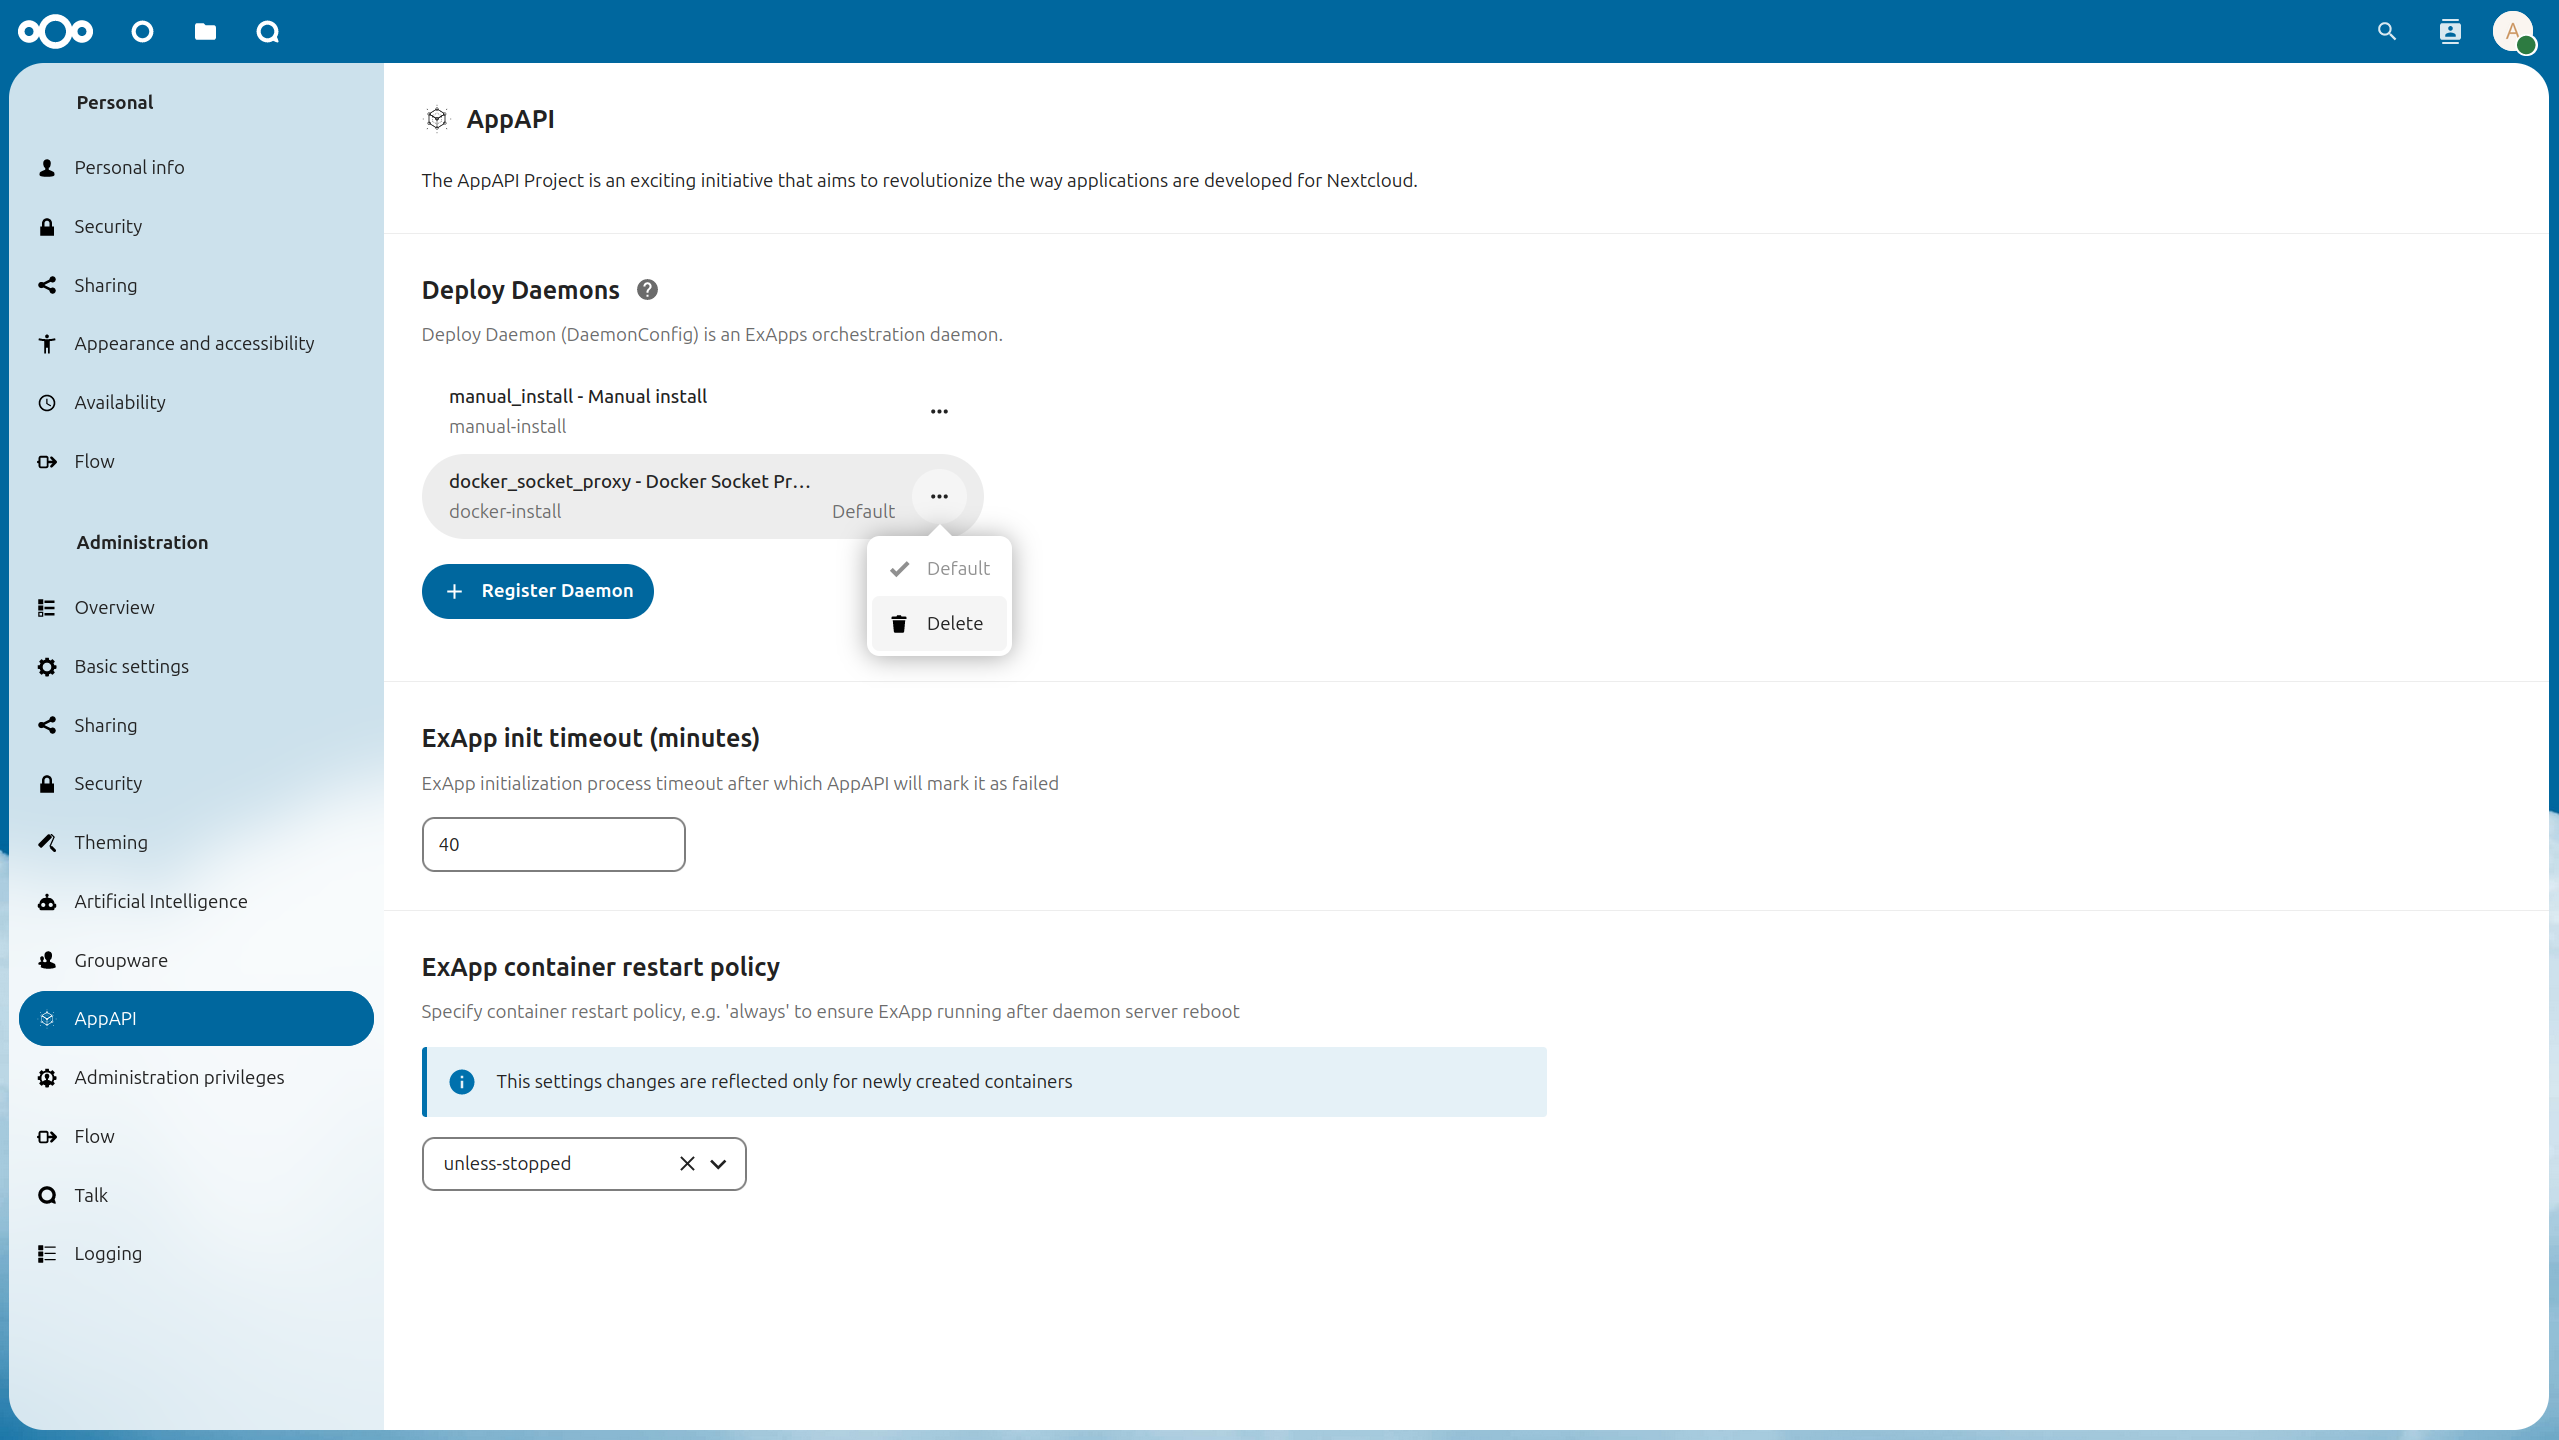 A
Personal
Personal info
Security
Sharing
Appearance and accessibility
Availability
Flow
Administration
Overview
Basic settings
Sharing
Security
Theming
Artificial Intelligence
Groupware
AppAPI
Administration privileges
Flow
Talk
Logging
AppAPI
The AppAPI Project is an exciting initiative that aims to revolutionize the way applications are developed for Nextcloud.
Deploy Daemons
Deploy Daemon (DaemonConfig) is an ExApps orchestration daemon.
manual_install - Manual install
manual-install
docker_socket_proxy - Docker Socket Pr...
docker-install Default
Default
Delete
Register Daemon
ExApp init timeout (minutes)
ExApp initialization process timeout after which AppAPI will mark it as failed
40
ExApp container restart policy
Specify container restart policy, e.g. 'always' to ensure ExApp running after daemon server reboot
This settings changes are reflected only for newly created containers
unless-stopped